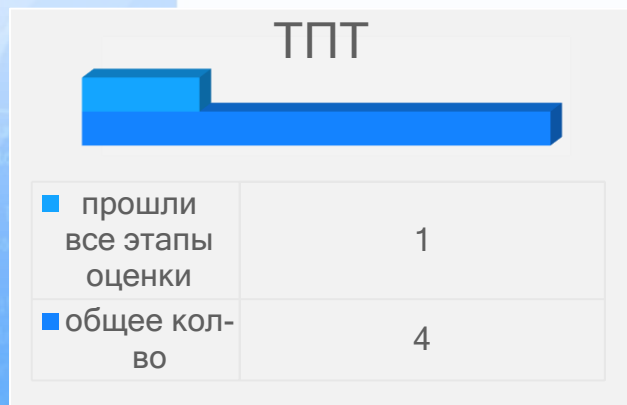 ТПТ
прошли
все этапы
оценки
1
общее кол-
во
4